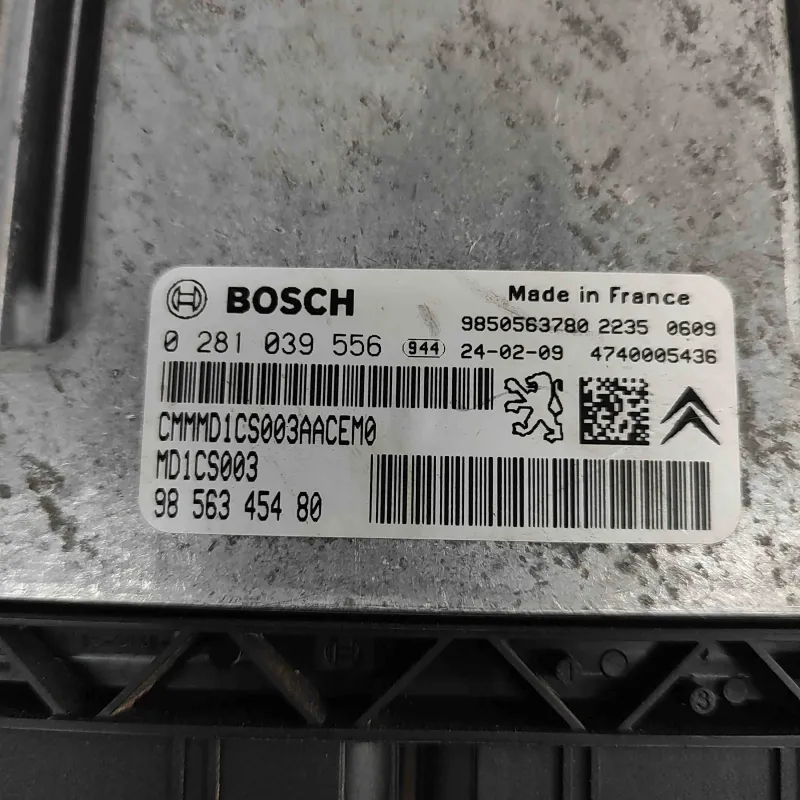 BOSCH
Made in France
9850563780 2235 0609
0 281 039 556 944 24-02-09 4740005436
CMMMD1CS003AACEM0
MD1CS003
98 563 454 80